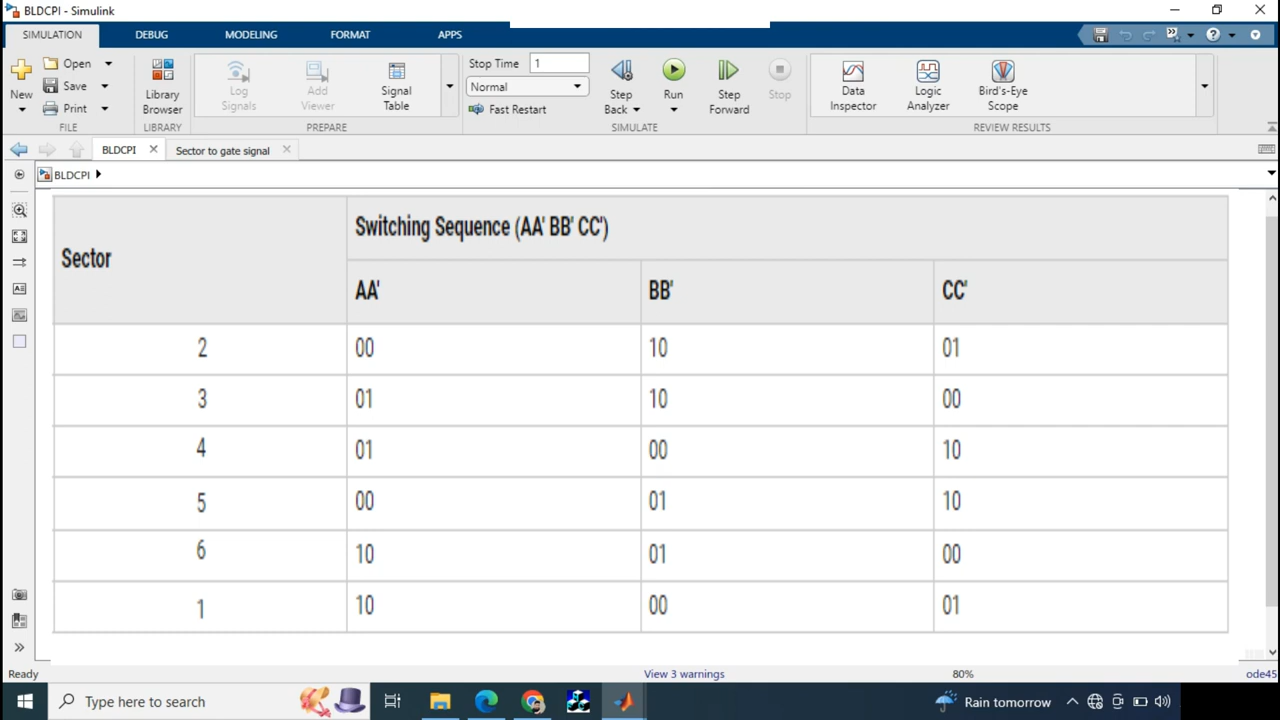 BLDCPI - Simulink
SIMULATION DEBUG MODELING FORMAT APPS
New
Open
Save
Print
FILE
Library Browser
LIBRARY
Log Signals
Add Viewer
Signal Table
PREPARE
Stop Time 1
Normal
Fast Restart
Step Back
Run
Step Forward
Stop
SIMULATE
Data Inspector
Logic Analyzer
Bird's-Eye Scope
REVIEW RESULTS
BLDCPI Sector to gate signal
BLDCPI
Sector Switching Sequence (AA' BB' CC')
AA' BB' CC'
2 00 10 01
3 01 10 00
4 01 00 10
5 00 01 10
6 10 01 00
1 10 00 01
Ready View 3 warnings 80% ode45
Type here to search Rain tomorrow